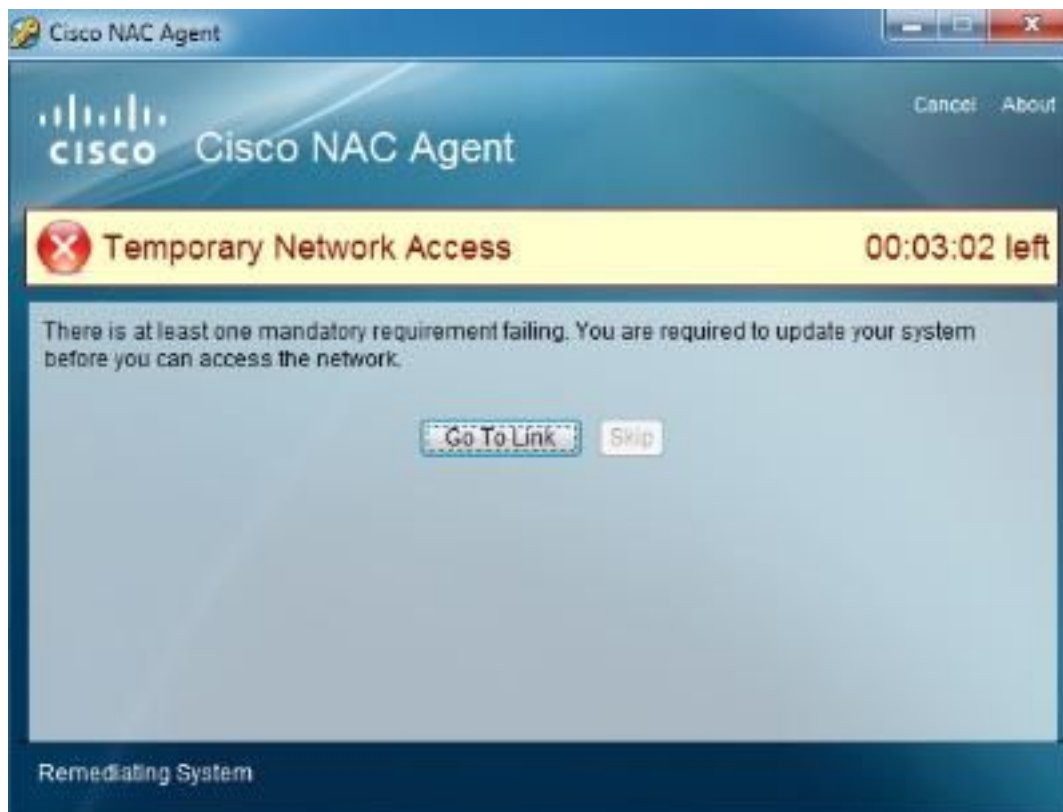 Cisco NAC Agent
Cancel About
CISCO Cisco NAC Agent
Temporary Network Access 00:03:02 left
There is at least one mandatory requirement failing. You are required to update your system
before you can access the network.
Go To Link Skip
Remediating System